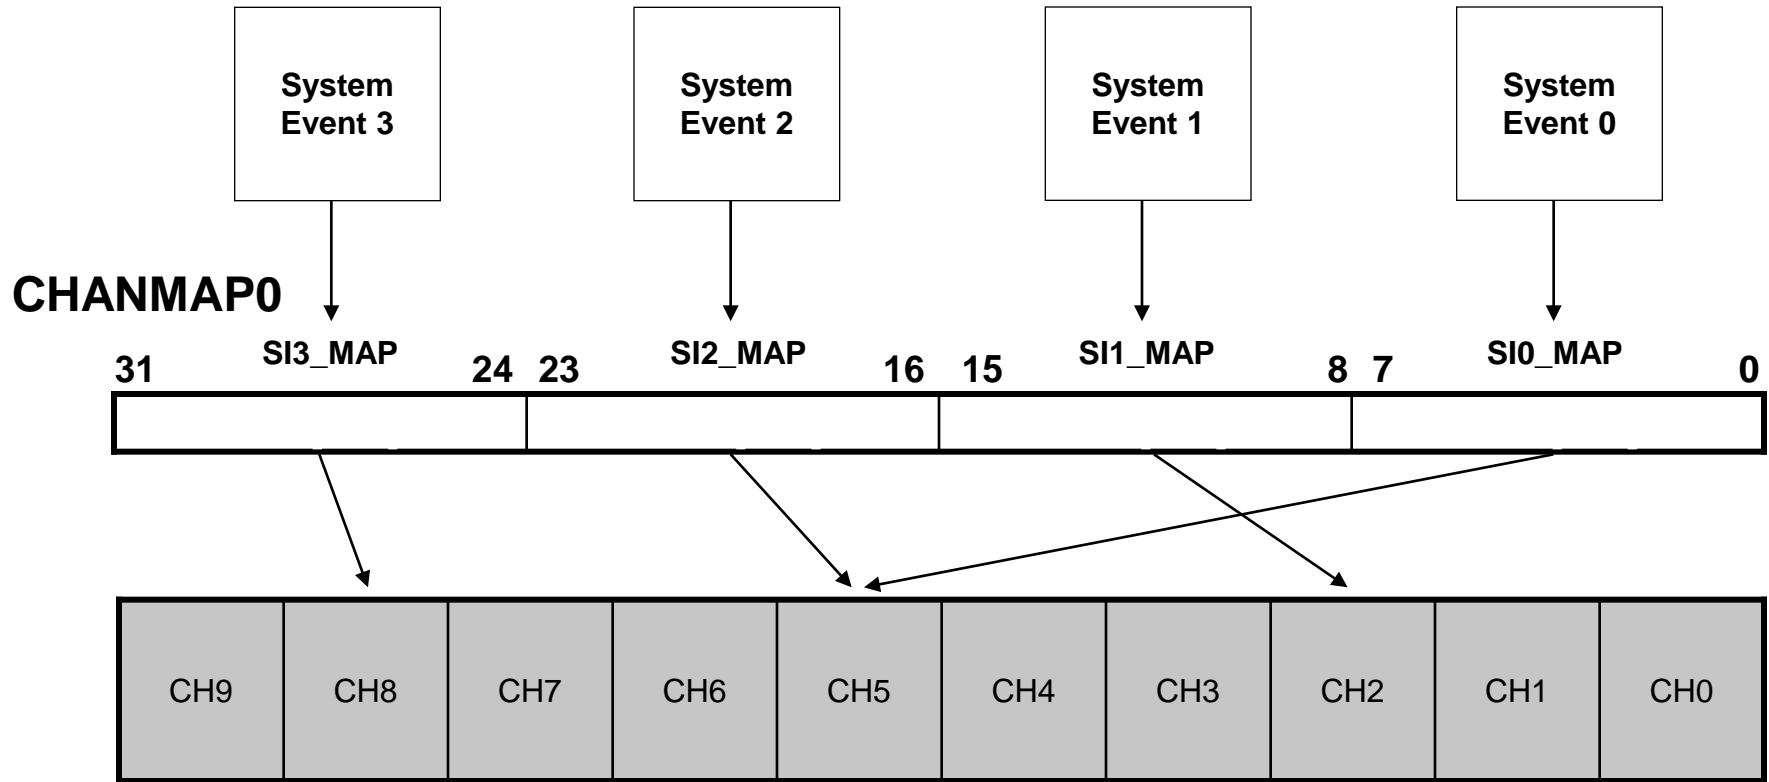 System
Event 3
System
Event 2
System
Event 1
System
Event 0
CHANMAP0
SI3_MAP SI2_MAP SI1_MAP SI0_MAP
31 24 23 16 15 8 7 0
CH9 CH8 CH7 CH6 CH5 CH4 CH3 CH2 CH1 CH0